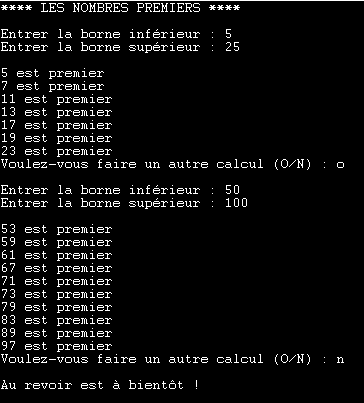 **** LES NOMBRES PREMIERS ****
Entrer la borne inférieur : 5
Entrer la borne supérieur : 25
5 est premier
7 est premier
11 est premier
13 est premier
17 est premier
19 est premier
23 est premier
Voulez-vous faire un autre calcul (O/N) : o
Entrer la borne inférieur : 50
Entrer la borne supérieur : 100
53 est premier
59 est premier
61 est premier
67 est premier
71 est premier
73 est premier
79 est premier
83 est premier
89 est premier
97 est premier
Voulez-vous faire un autre calcul (O/N) : n
Au revoir est à bientôt !